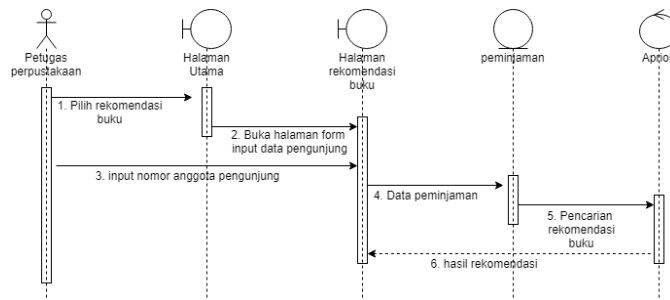 Petugas
perpustakaan
Halaman
Utama
Halaman
rekomendasi
buku
peminjaman
Aprior
1. Pilih rekomendasi
buku
2. Buka halaman form
input data pengunjung
3. input nomor anggota pengunjung
4. Data peminjaman
5. Pencarian
rekomendasi
buku
6. hasil rekomendasi